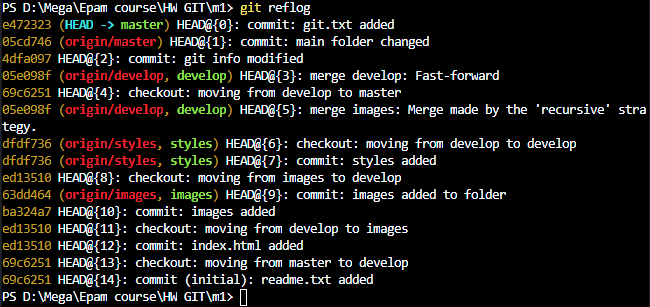 PS D:\Mega\Epam course\HW GIT\m1> git reflog
e472323 (HEAD -> master) HEAD@{0}: commit: git.txt added
05cd746 (origin/master) HEAD@{1}: commit: main folder changed
4dfa097 HEAD@{2}: commit: git info modified
05e098f (origin/develop, develop) HEAD@{3}: merge develop: Fast-forward
69c6251 HEAD@{4}: checkout: moving from develop to master
05e098f (origin/develop, develop) HEAD@{5}: merge images: Merge made by the 'recursive' stra
tegy.
dfdf736 (origin/styles, styles) HEAD@{6}: checkout: moving from develop to develop
dfdf736 (origin/styles, styles) HEAD@{7}: commit: styles added
ed13510 HEAD@{8}: checkout: moving from images to develop
63dd464 (origin/images, images) HEAD@{9}: commit: images added to folder
ba324a7 HEAD@{10}: commit: images added
ed13510 HEAD@{11}: checkout: moving from develop to images
ed13510 HEAD@{12}: commit: index.html added
69c6251 HEAD@{13}: checkout: moving from master to develop
69c6251 HEAD@{14}: commit (initial): readme.txt added
PS D:\Mega\Epam course\HW GIT\m1>